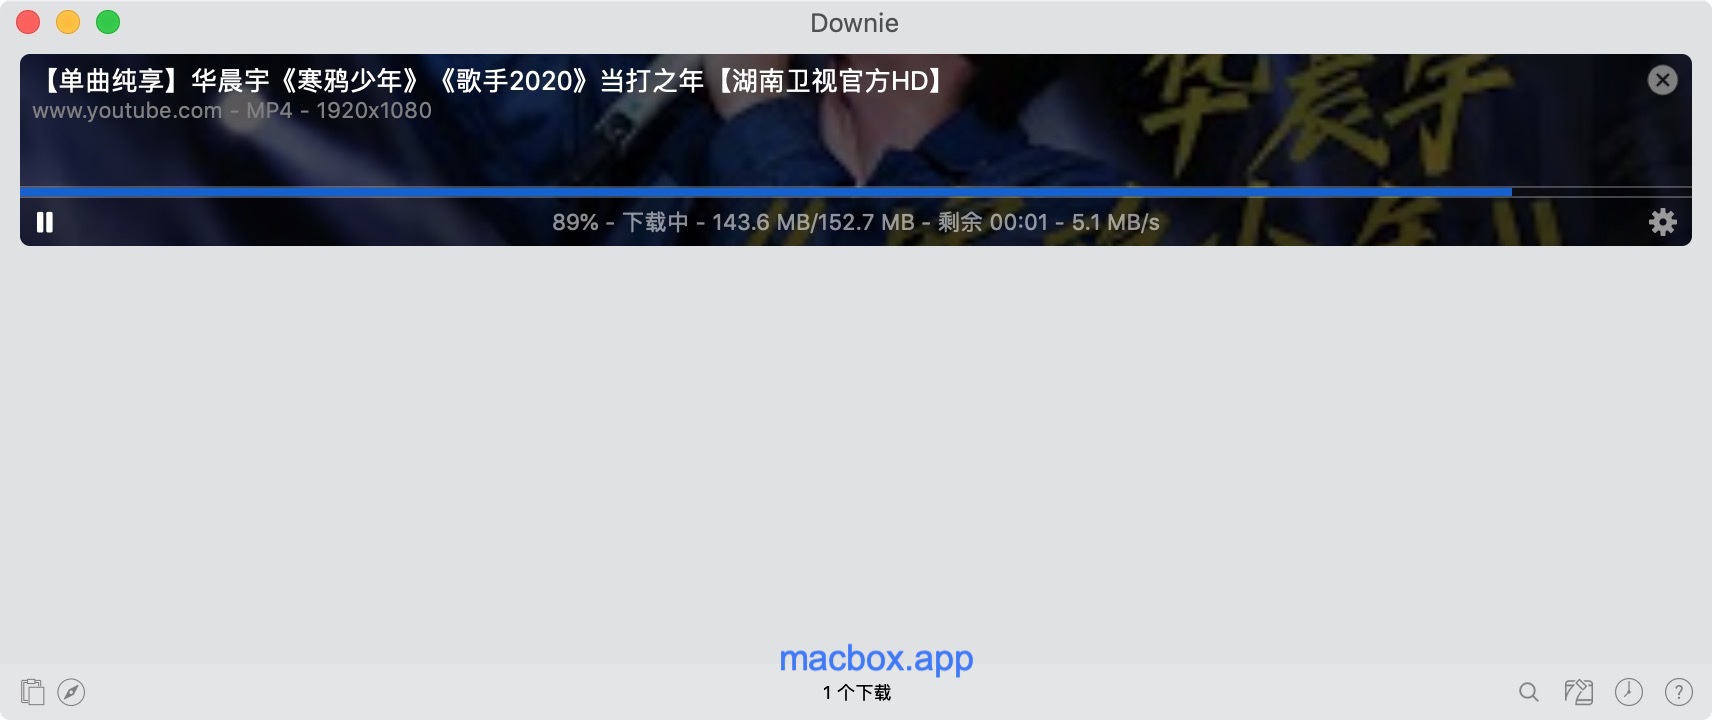 Downie
【单曲纯享】华晨宇《寒鸦少年》《歌手2020》当打之年【湖南卫视官方HD】
www.youtube.com - MP4 - 1920x1080
华晨宇
89% - 下载中 - 143.6 MB/152.7 MB - 剩余 00:01 - 5.1 MB/s
macbox.app
1 个下载